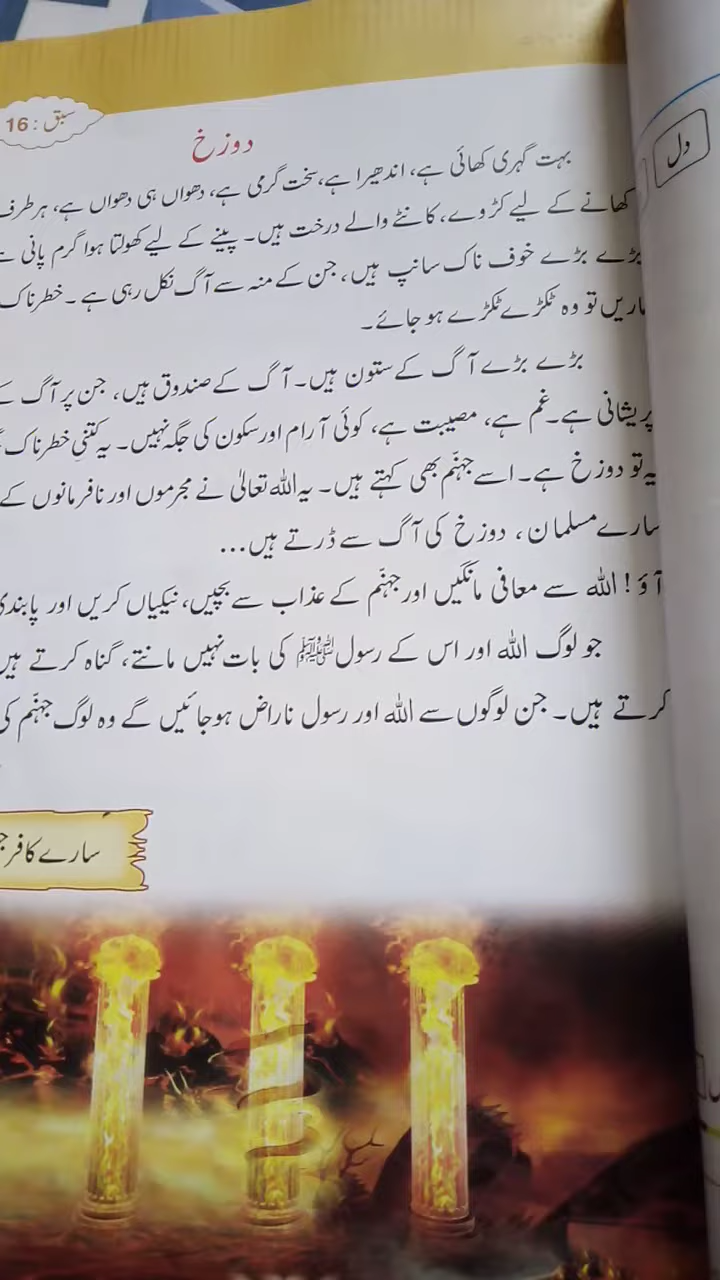 سبق : 16
دوزخ
بہت گہری کھائی ہے، اندھیرا ہے، سخت گرمی ہے، دھواں ہی دھواں ہے، ہر طرف
کھانے کے لیے کڑوے، کانٹے والے درخت ہیں۔ پینے کے لیے کھولتا ہوا گرم پانی
بڑے بڑے خوف ناک سانپ ہیں، جن کے منہ سے آگ نکل رہی ہے۔ خطرناک
ماریں تو وہ ٹکڑے ٹکڑے ہو جائے۔
بڑے بڑے آگ کے ستون ہیں۔ آگ کے صندوق ہیں، جن پر آگ
پریشانی ہے۔ غم ہے، مصیبت ہے، کوئی آرام اور سکون کی جگہ نہیں۔ یہ کتنی خطرناک
یہ تو دوزخ ہے۔ اسے جہنّم بھی کہتے ہیں۔ یہ اللہ تعالیٰ نے مجرموں اور نافرمانوں کے
سارے مسلمان، دوزخ کی آگ سے ڈرتے ہیں...
آؤ! اللہ سے معافی مانگیں اور جہنّم کے عذاب سے بچیں، نیکیاں کریں اور پابندی
جو لوگ اللہ اور اس کے رسول ﷺ کی بات نہیں مانتے، گناہ کرتے ہیں
کرتے ہیں۔ جن لوگوں سے اللہ اور رسول ناراض ہو جائیں گے وہ لوگ جہنّم کی
سارے کافر
دل